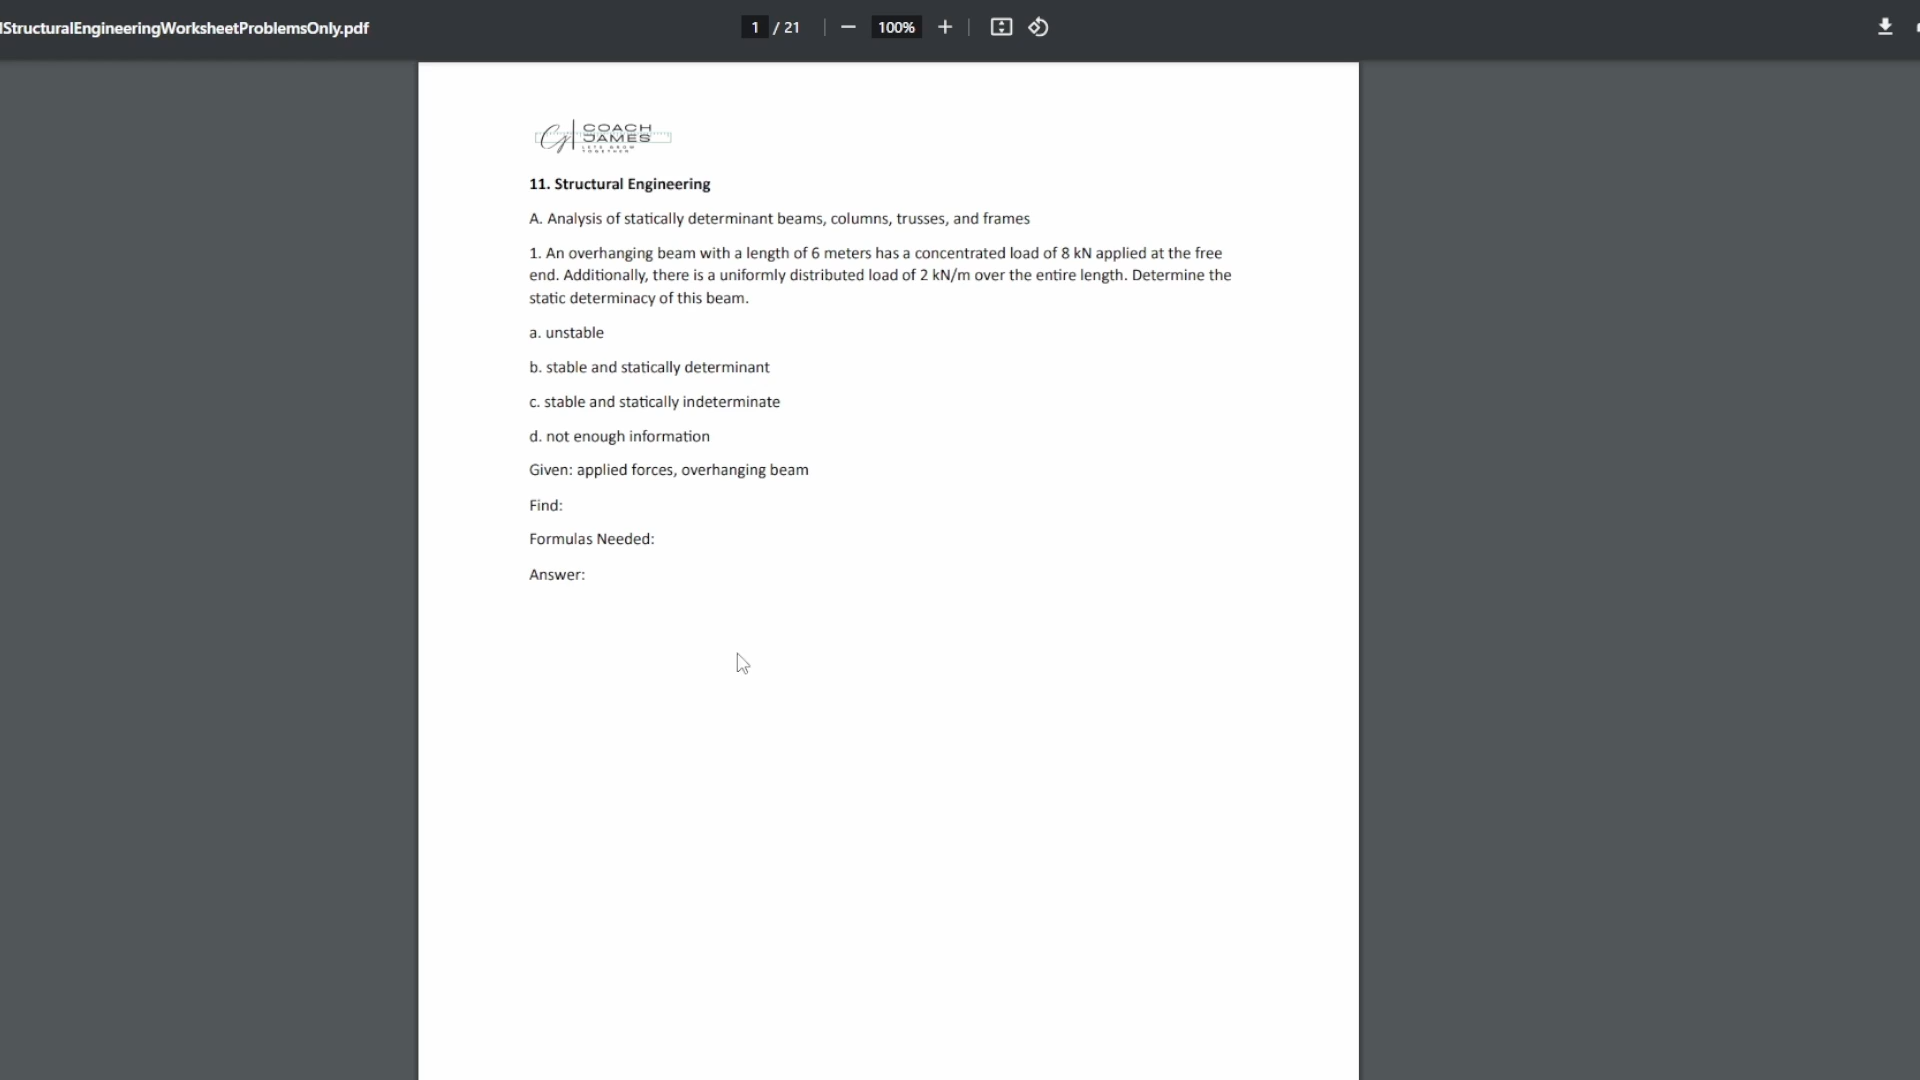 lStructuralEngineeringWorksheetProblemsOnly.pdf
1 / 21
100%
COACH
JAMES
LETS GROW
TOGETHER
11. Structural Engineering
A. Analysis of statically determinant beams, columns, trusses, and frames
1. An overhanging beam with a length of 6 meters has a concentrated load of 8 kN applied at the free
end. Additionally, there is a uniformly distributed load of 2 kN/m over the entire length. Determine the
static determinacy of this beam.
a. unstable
b. stable and statically determinant
c. stable and statically indeterminate
d. not enough information
Given: applied forces, overhanging beam
Find:
Formulas Needed:
Answer: